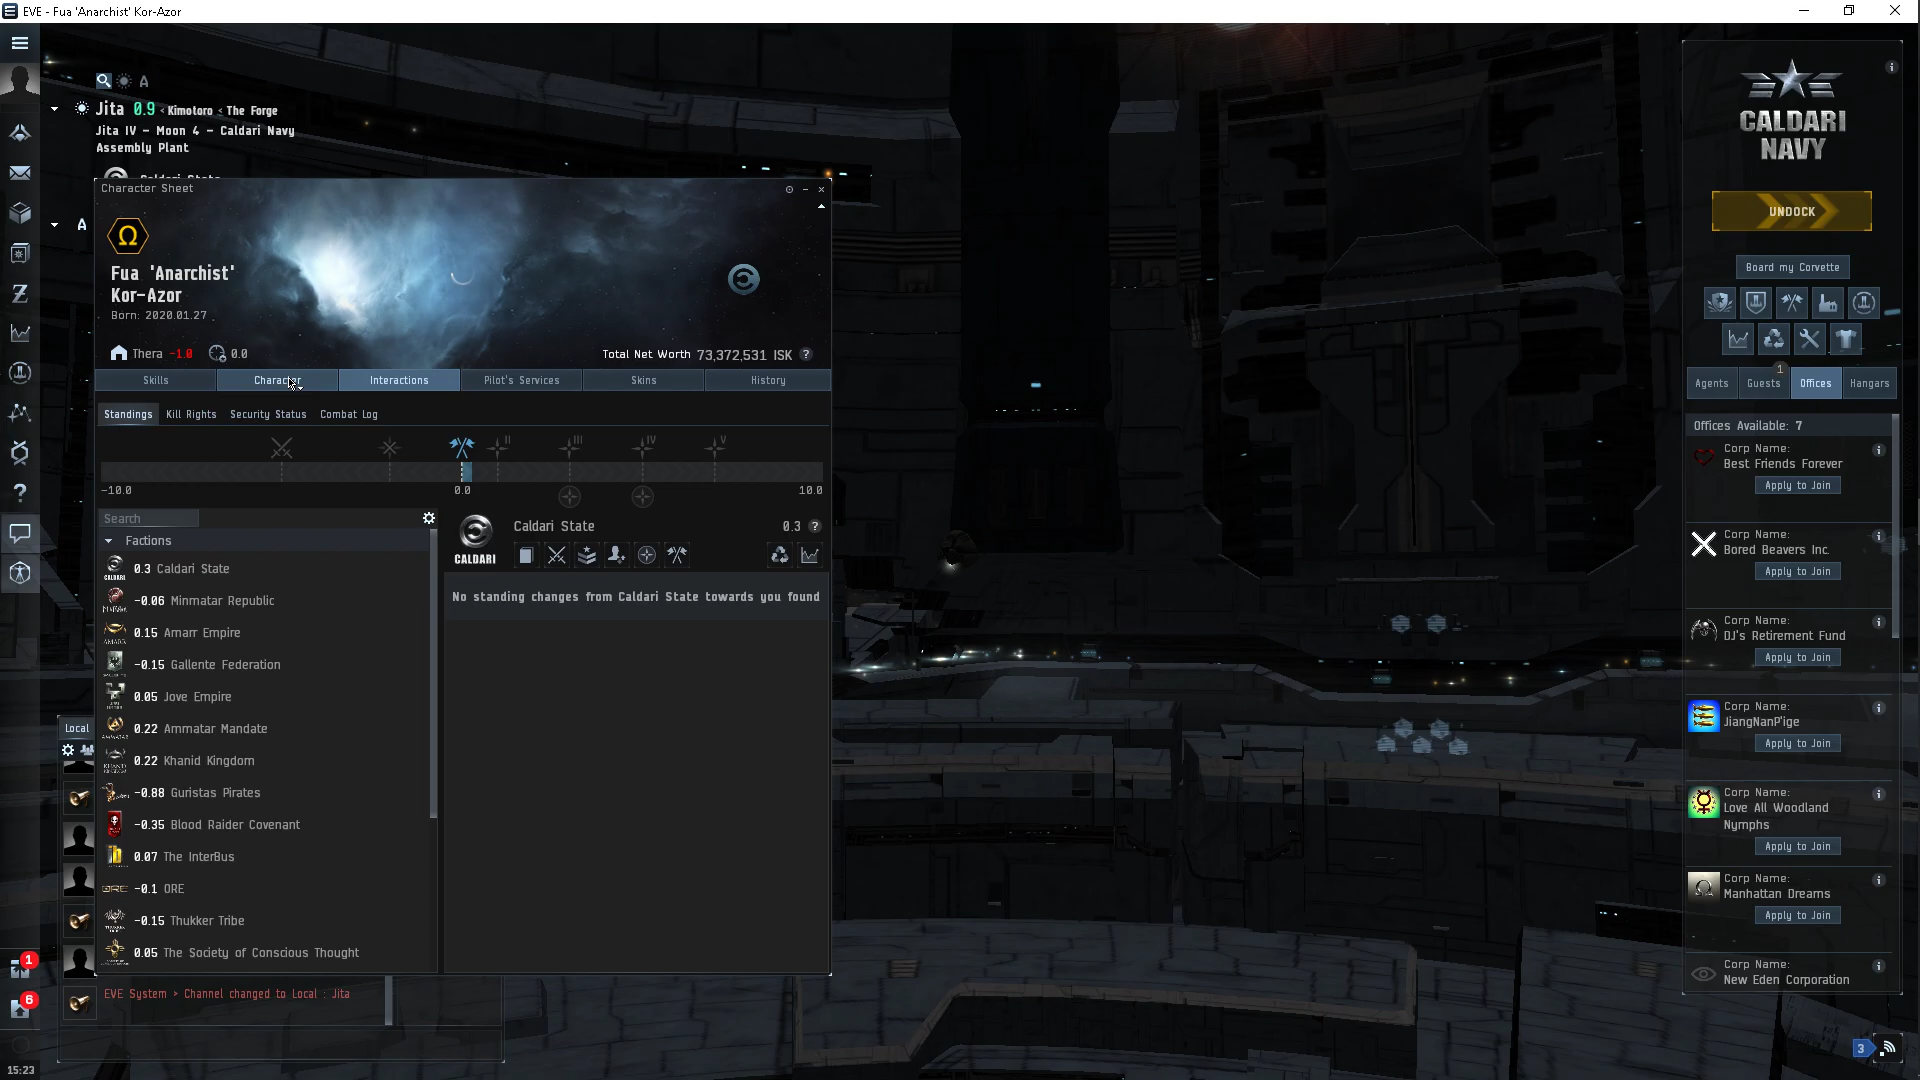 EVE - Fua 'Anarchist' Kor-Azor
A
Jita 0.9 < Kimotoro < The Forge
Jita IV - Moon 4 - Caldari Navy
Assembly Plant
A
Character Sheet
Ω
Fua 'Anarchist'
Kor-Azor
Born: 2020.01.27
Thera -1.0 0.0
Total Net Worth 73,372,531 ISK ?
Skills Character Interactions Pilot's Services Skins History
Standings Kill Rights Security Status Combat Log
II III IV V
-10.0 0.0 10.0
Search
Factions
0.3 Caldari State
-0.06 Minmatar Republic
0.15 Amarr Empire
-0.15 Gallente Federation
0.05 Jove Empire
0.22 Ammatar Mandate
0.22 Khanid Kingdom
-0.88 Guristas Pirates
-0.35 Blood Raider Covenant
0.07 The InterBus
-0.1 ORE
-0.15 Thukker Tribe
0.05 The Society of Conscious Thought
CALDARI
Caldari State 0.3 ?
No standing changes from Caldari State towards you found
Local
EVE System > Channel changed to Local : Jita
1
6
15:23
CALDARI
NAVY
UNDOCK
Board my Corvette
Agents Guests 1 Offices Hangars
Offices Available: 7
Corp Name:
Best Friends Forever
Apply to Join
Corp Name:
Bored Beavers Inc.
Apply to Join
Corp Name:
DJ's Retirement Fund
Apply to Join
Corp Name:
JiangNanP'ige
Apply to Join
Corp Name:
Love All Woodland
Nymphs
Apply to Join
Corp Name:
Manhattan Dreams
Apply to Join
Corp Name:
New Eden Corporation
3